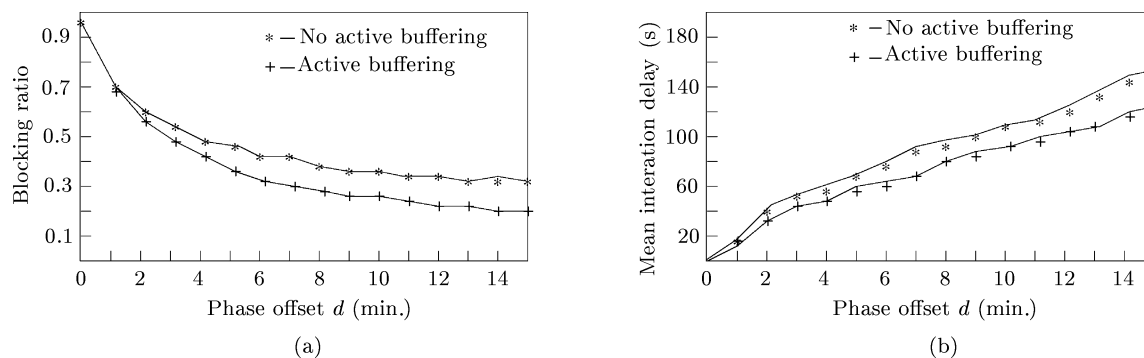 0.9
0.7
0.5
0.3
0.1
Blocking ratio
* – No active buffering
+ – Active buffering
0 2 4 6 8 10 12 14
Phase offset d (min.)
(a)
180
140
100
60
20
Mean interation delay (s)
* – No active buffering
+ – Active buffering
0 2 4 6 8 10 12 14
Phase offset d (min.)
(b)